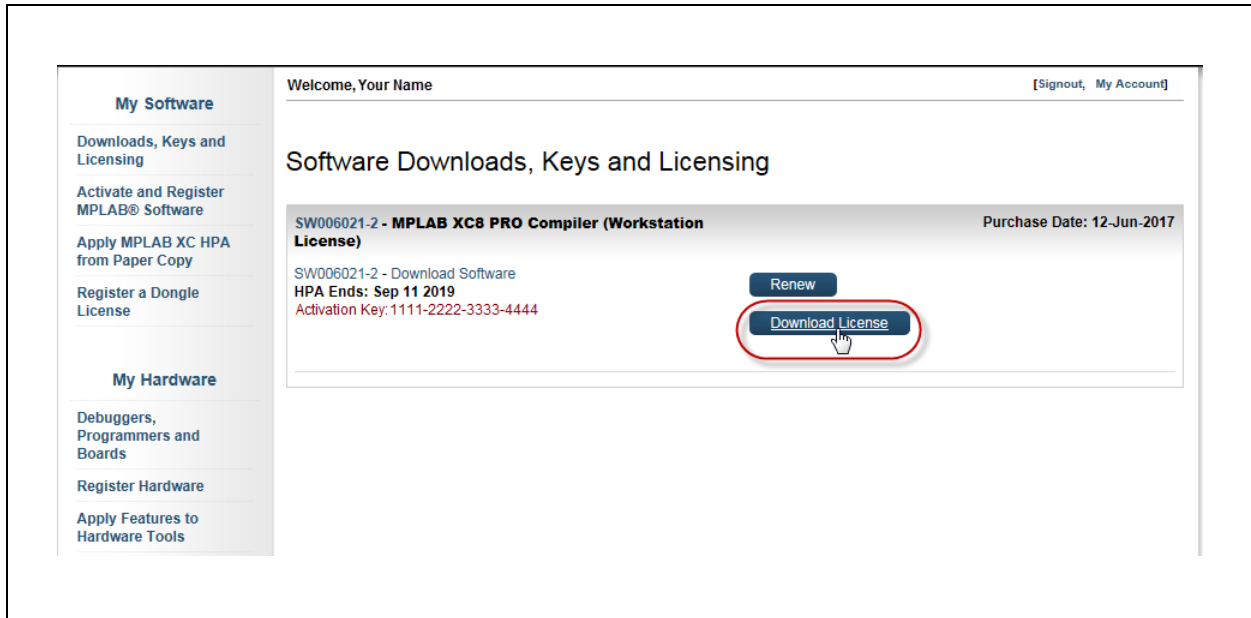 Welcome, Your Name
[Signout, My Account]
My Software
Downloads, Keys and
Licensing
Activate and Register
MPLAB® Software
Apply MPLAB XC HPA
from Paper Copy
Register a Dongle
License
My Hardware
Debuggers,
Programmers and
Boards
Register Hardware
Apply Features to
Hardware Tools
Software Downloads, Keys and Licensing
SW006021-2 - MPLAB XC8 PRO Compiler (Workstation
License)
Purchase Date: 12-Jun-2017
SW006021-2 - Download Software
HPA Ends: Sep 11 2019
Activation Key: 1111-2222-3333-4444
Renew
Download License